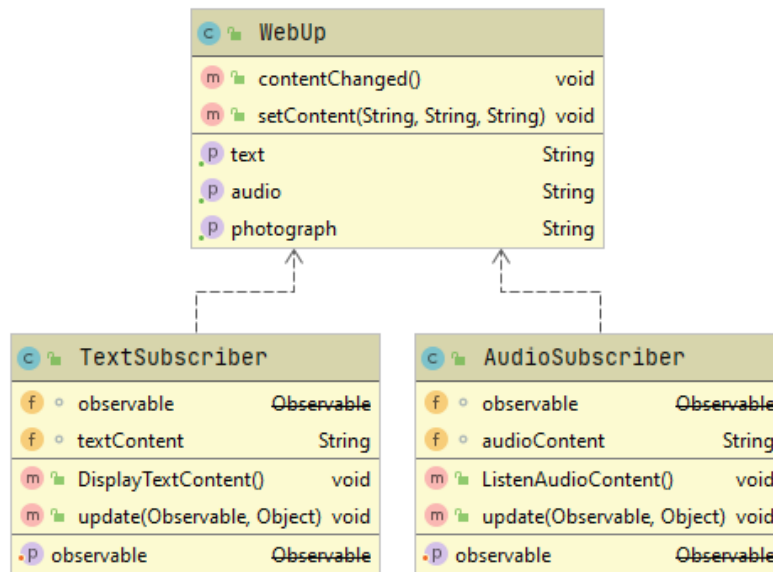 WebUp
contentChanged() void
setContent(String, String, String) void
text String
audio String
photograph String
TextSubscriber
observable Observable
textContent String
DisplayTextContent() void
update(Observable, Object) void
observable Observable
AudioSubscriber
observable Observable
audioContent String
ListenAudioContent() void
update(Observable, Object) void
observable Observable